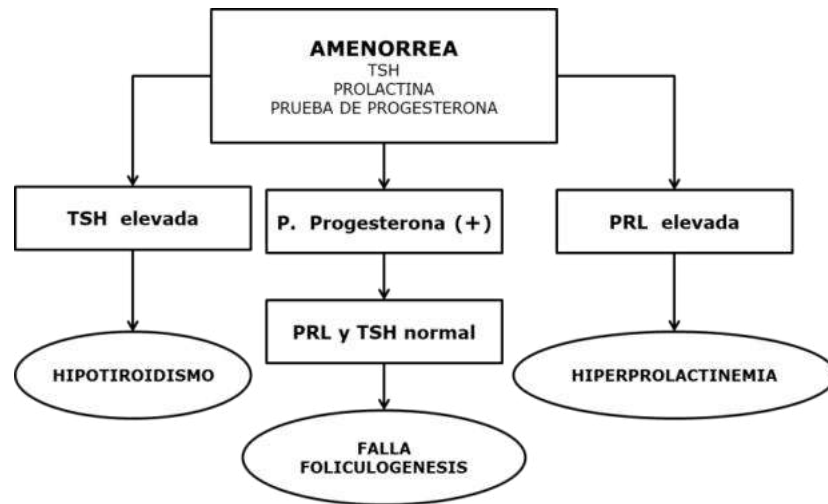 AMENORREA
TSH
PROLACTINA
PRUEBA DE PROGESTERONA
TSH elevada
P. Progesterona (+)
PRL elevada
PRL y TSH normal
HIPOTIROIDISMO
HIPERPROLACTINEMIA
FALLA
FOLICULOGENESIS